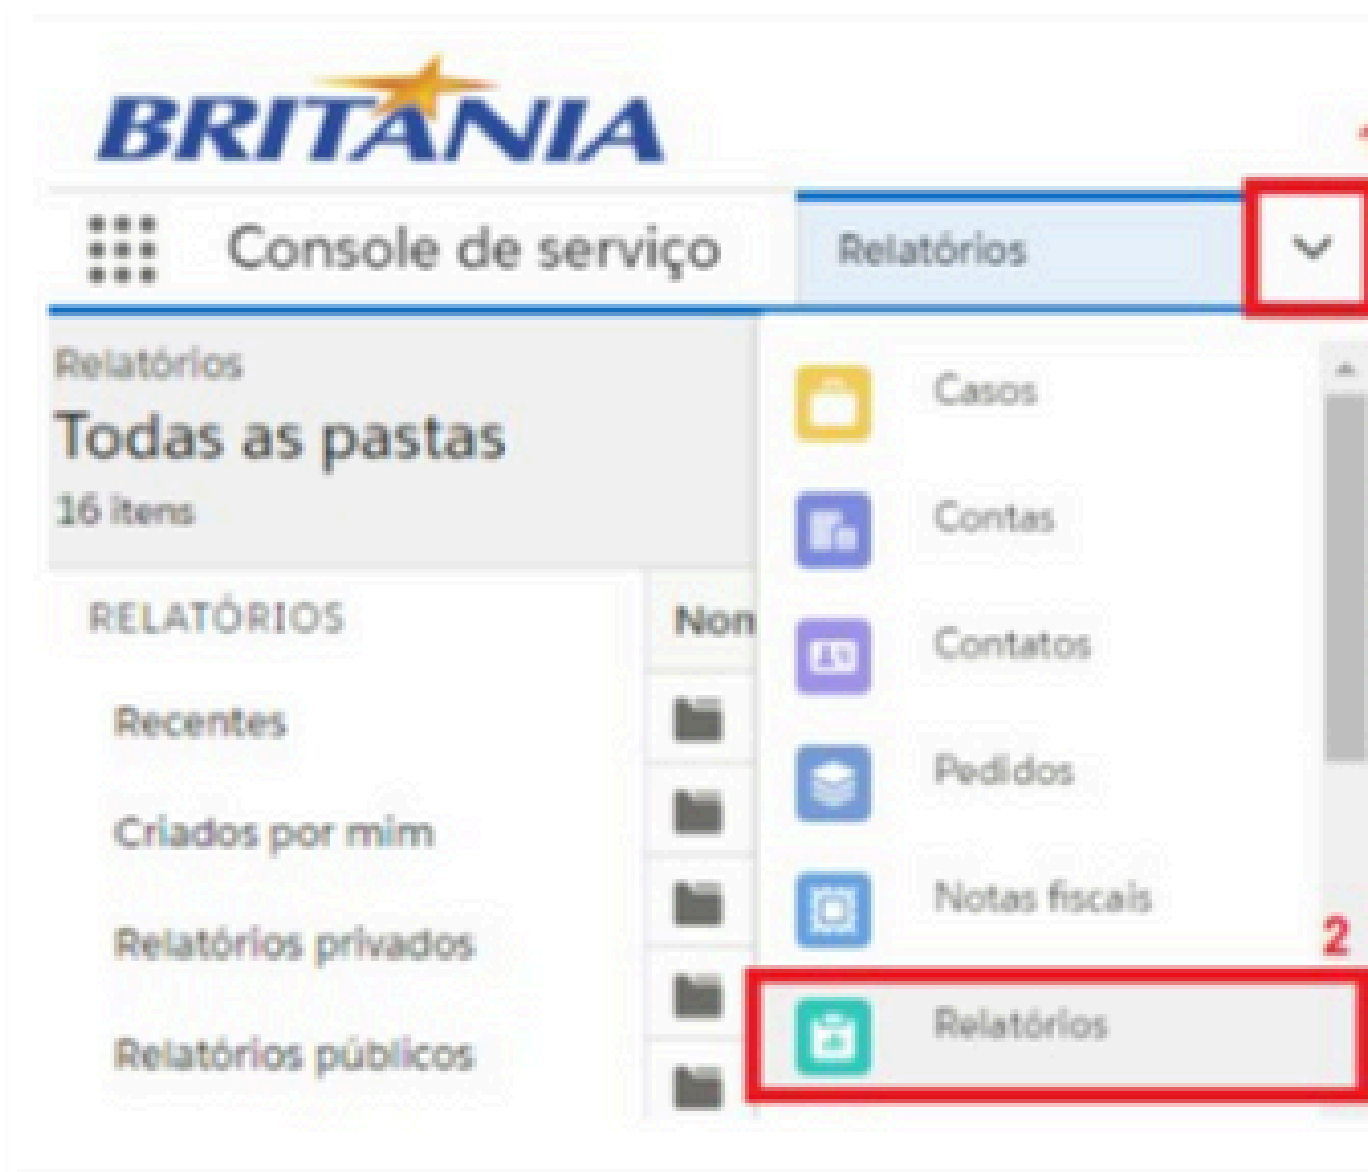 BRITANIA
Console de serviço
Relatórios
Relatórios
Todas as pastas
16 itens
RELATÓRIOS
Recentes
Criados por mim
Relatórios privados
Relatórios públicos
Casos
Contas
Contatos
Pedidos
Notas fiscais
2
Relatórios